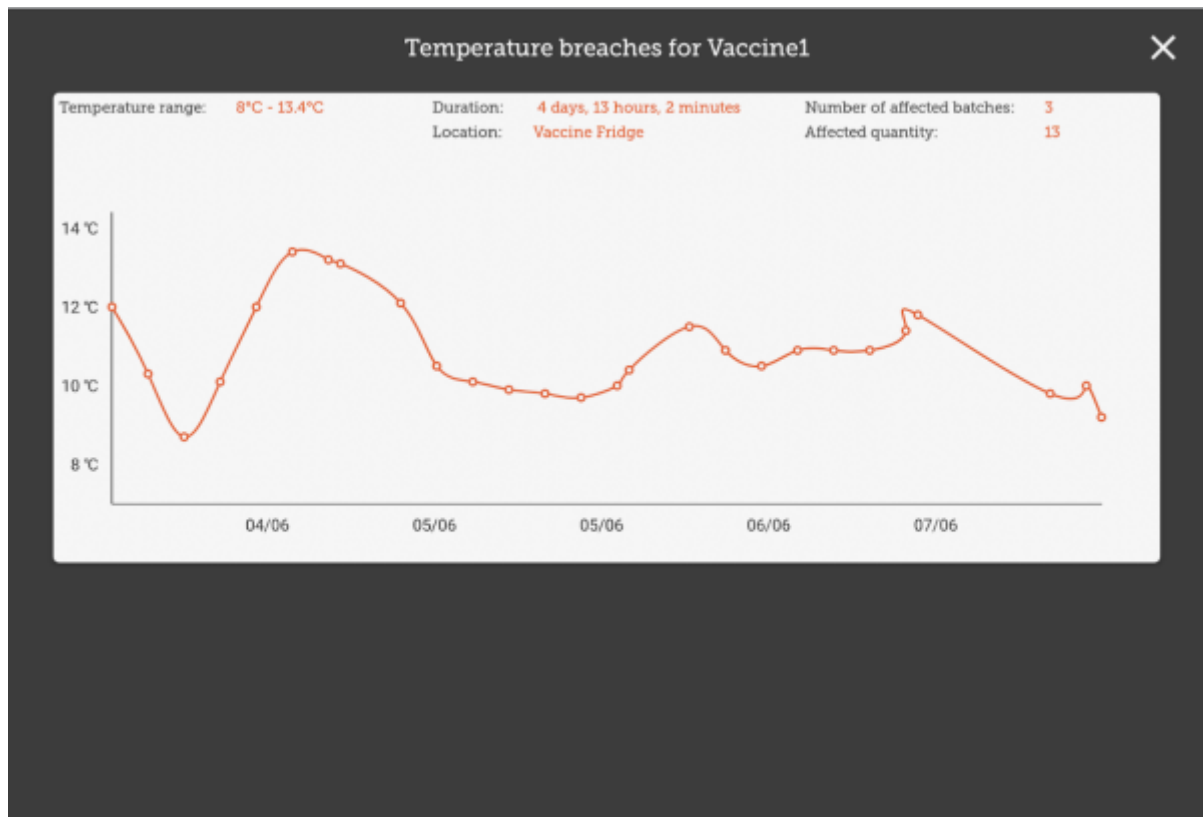 Temperature breaches for Vaccine1
Temperature range: 8°C - 13.4°C Duration: 4 days, 13 hours, 2 minutes Number of affected batches: 3
Location: Vaccine Fridge Affected quantity: 13
14 °C
12 °C
10 °C
8 °C
04/06 05/06 05/06 06/06 07/06